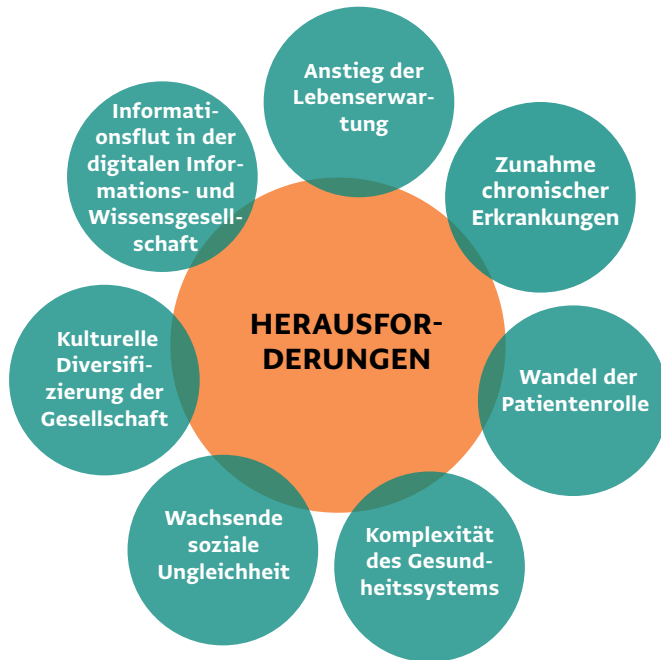 Anstieg der
Lebenserwar-
tung
Zunahme
chronischer
Erkrankungen
Wandel der
Patientenrolle
Komplexität
des Gesund-
heitssystems
Wachsende
soziale
Ungleichheit
Kulturelle
Diversifi-
zierung der
Gesellschaft
Informati-
onsflut in der
digitalen Infor-
mations- und
Wissensgesell-
schaft
HERAUSFOR-
DERUNGEN